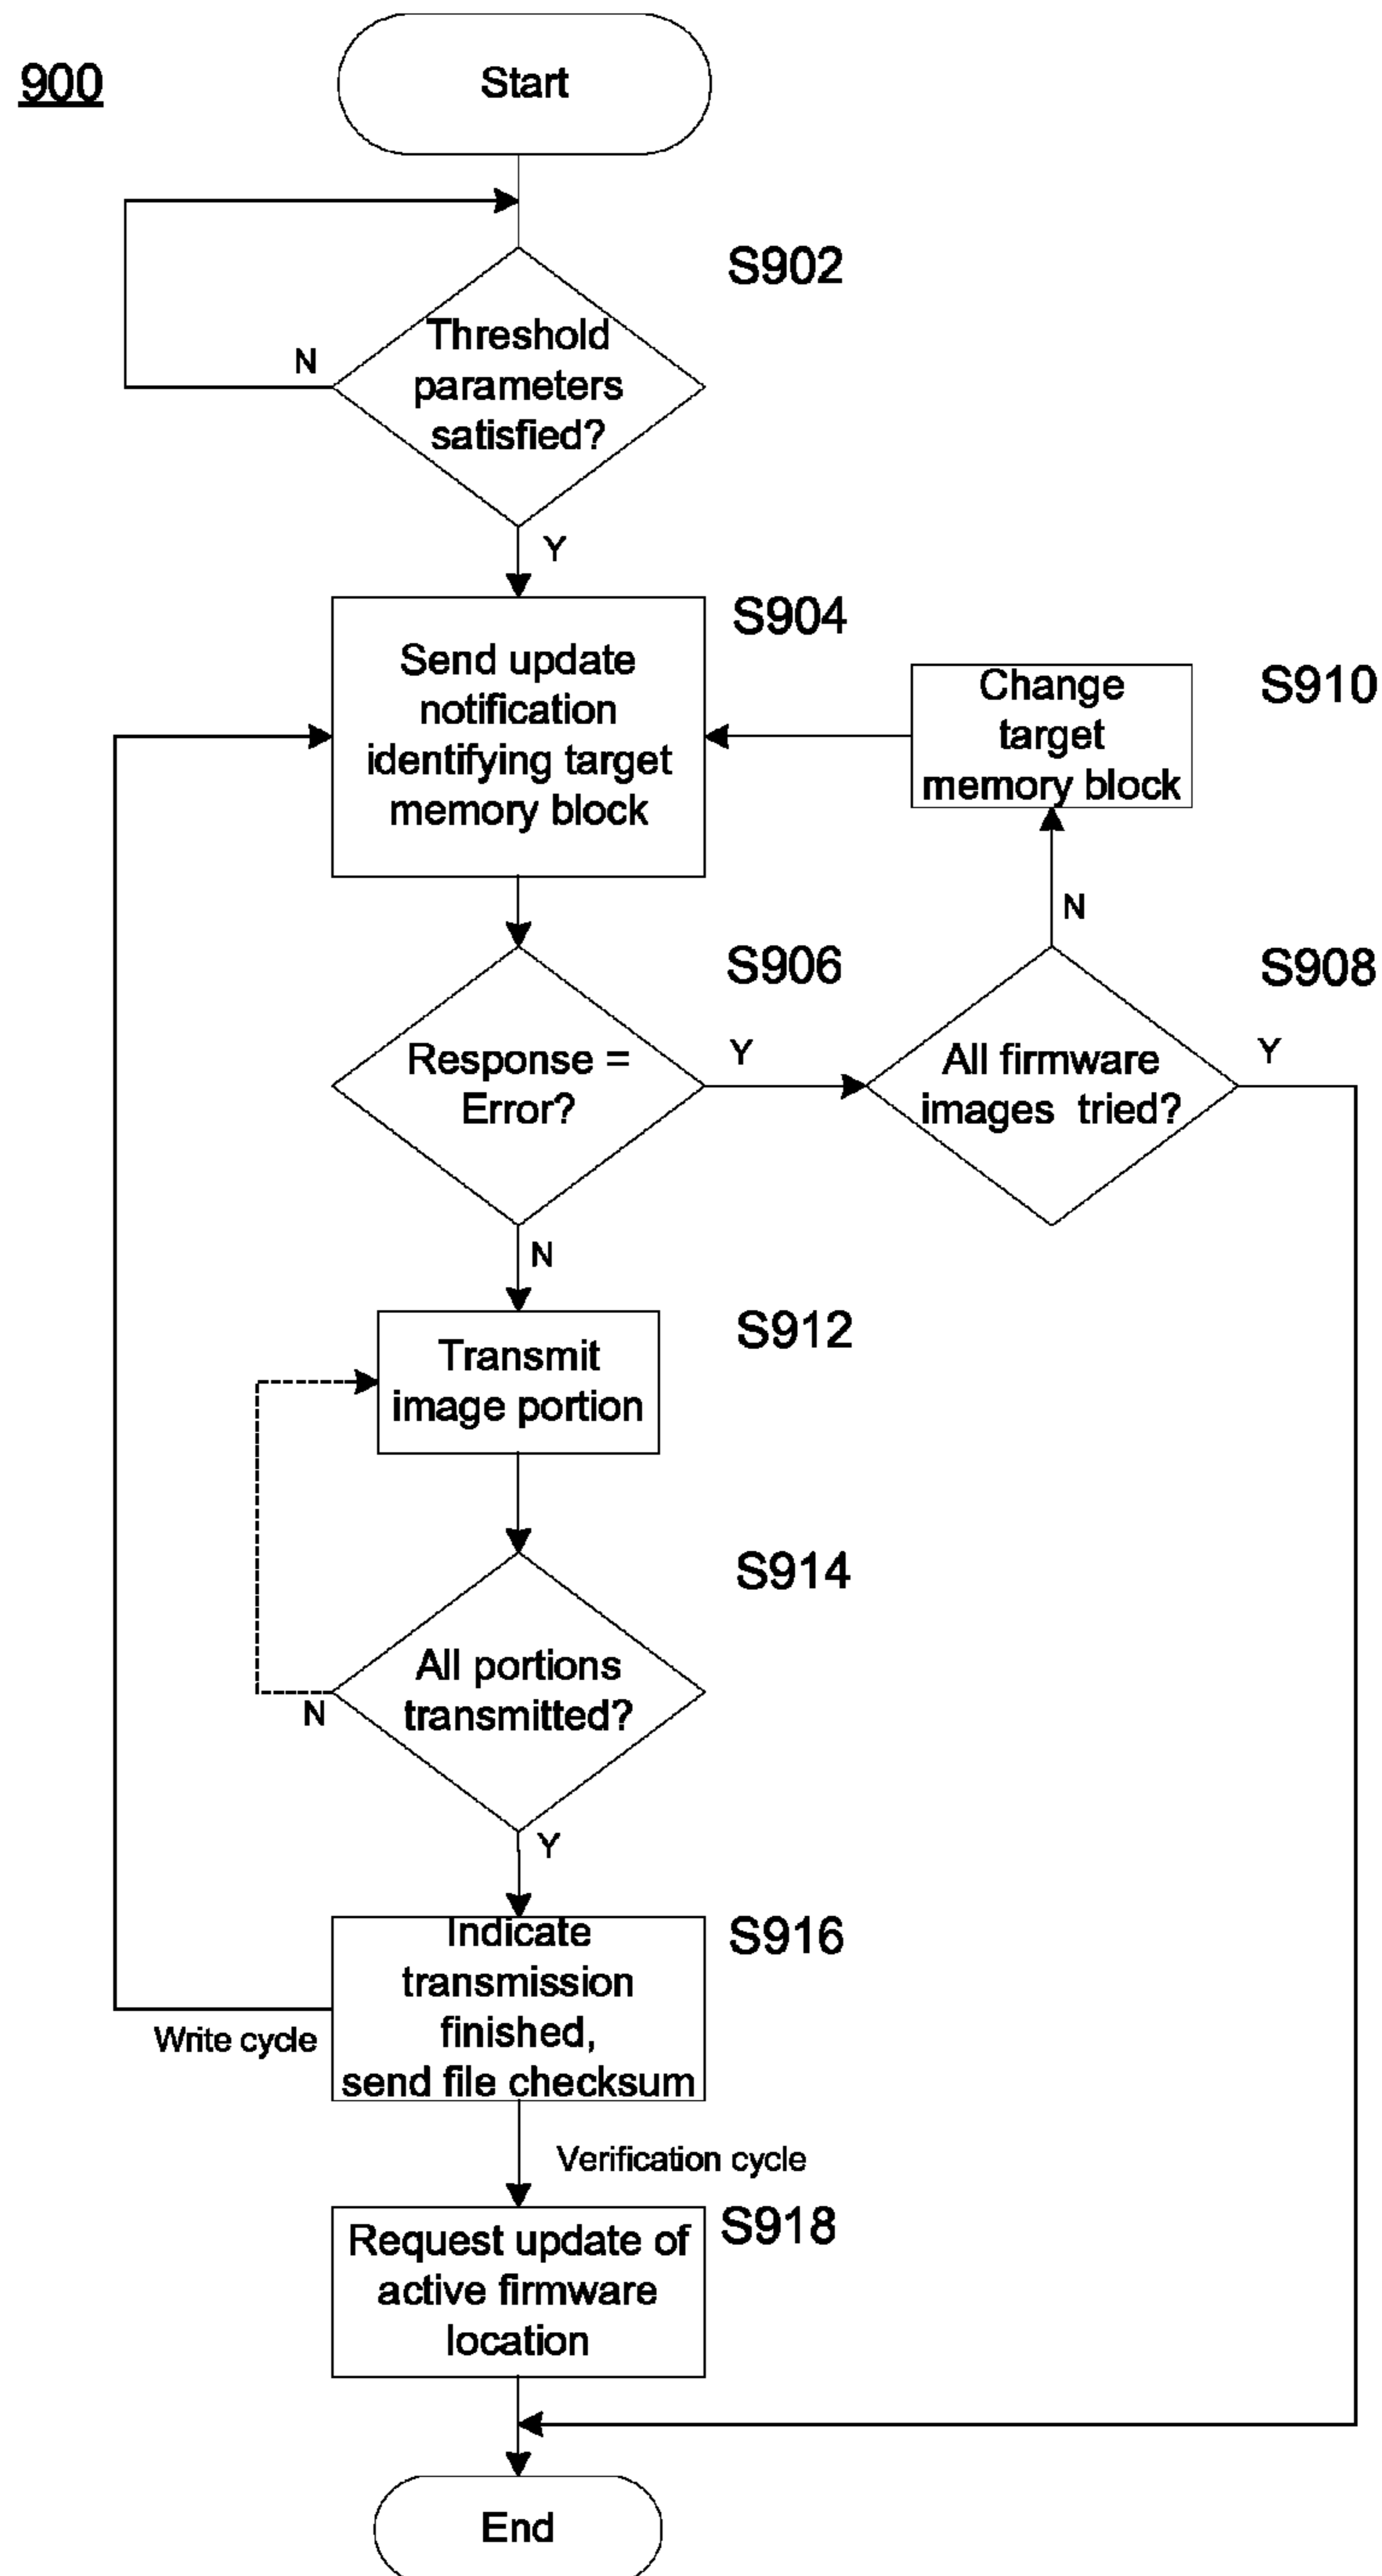 900
Start
S902
Threshold
parameters
satisfied?
N
Y
S904
Send update
notification
identifying target
memory block
S910
Change
target
memory block
N
S906
Response =
Error?
Y
S908
All firmware
images tried?
Y
N
S912
Transmit
image portion
S914
All portions
transmitted?
N
Y
S916
Indicate
transmission
finished,
send file checksum
Write cycle
Verification cycle
S918
Request update of
active firmware
location
End